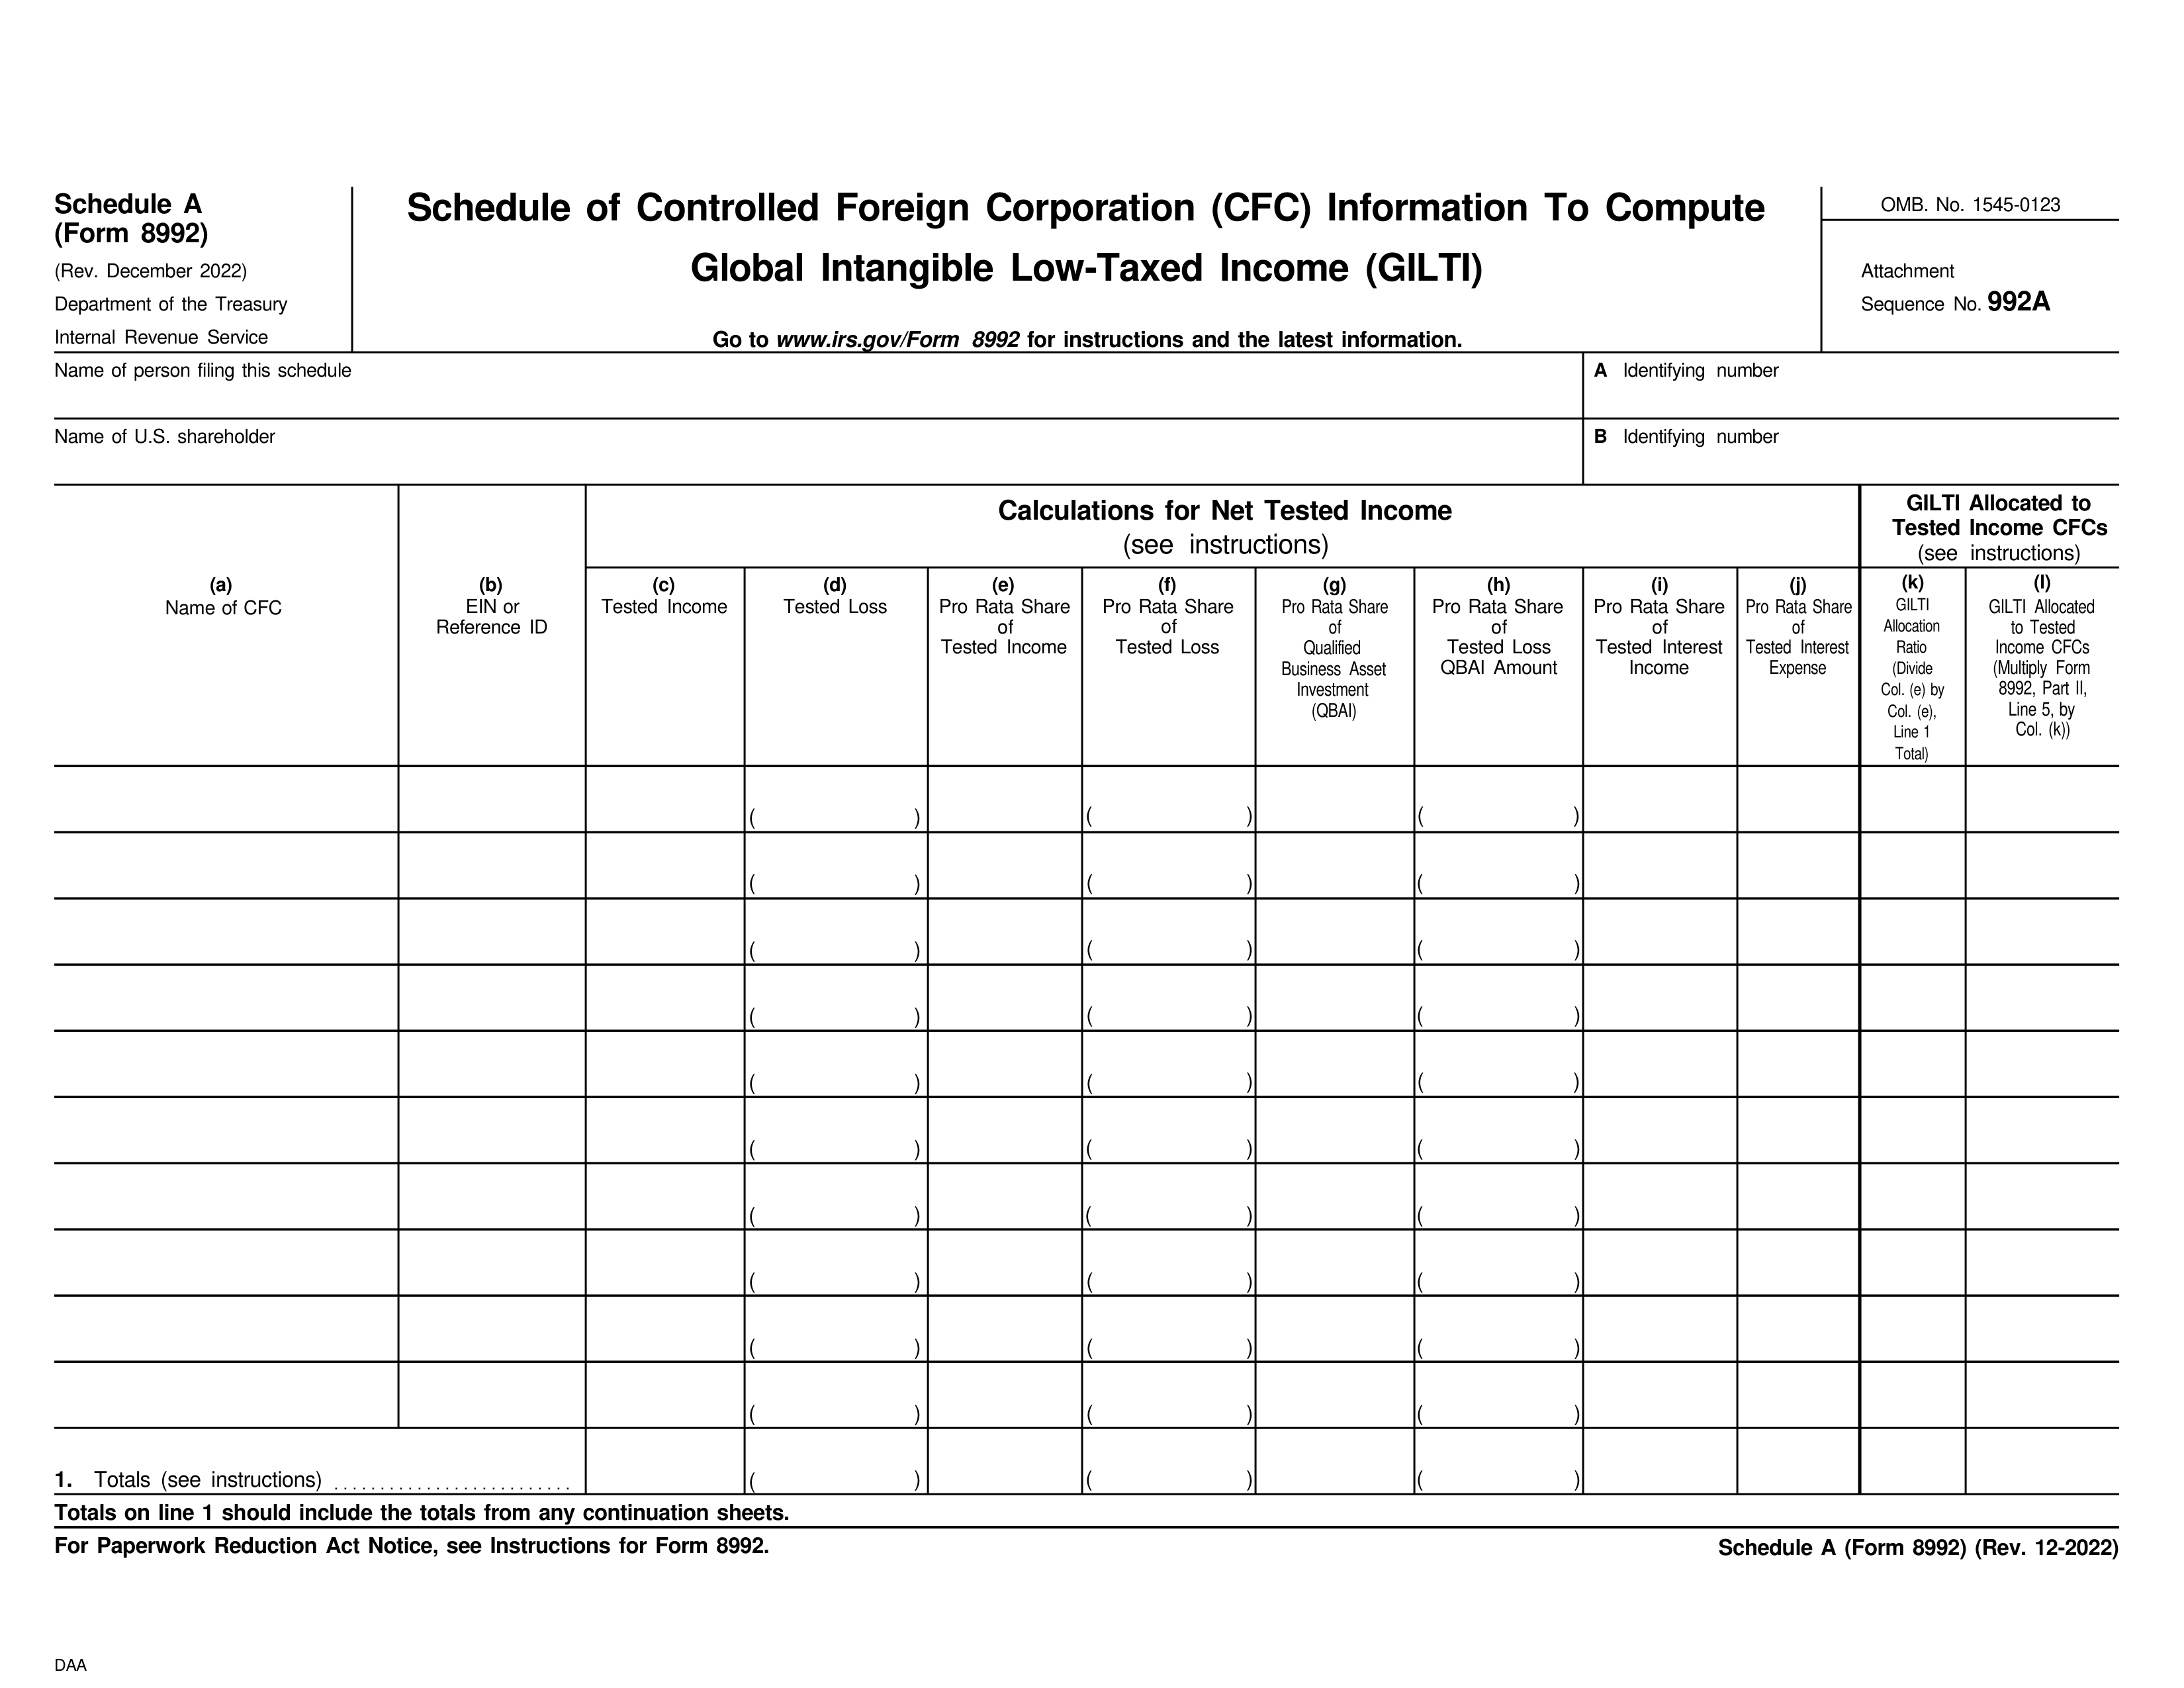 Schedule A
(Form 8992)
(Rev. December 2022)
Department of the Treasury
Internal Revenue Service
Schedule of Controlled Foreign Corporation (CFC) Information To Compute
Global Intangible Low-Taxed Income (GILTI)
Go to www.irs.gov/Form 8992 for instructions and the latest information.
OMB. No. 1545-0123
Attachment
Sequence No. 992A
Name of person filing this schedule
A Identifying number
Name of U.S. shareholder
B Identifying number
Calculations for Net Tested Income
(see instructions)
GILTI Allocated to
Tested Income CFCs
(see instructions)
(a)
Name of CFC
(b)
EIN or
Reference ID
(c)
Tested Income
(d)
Tested Loss
(e)
Pro Rata Share
of
Tested Income
(f)
Pro Rata Share
of
Tested Loss
(g)
Pro Rata Share
of
Qualified
Business Asset
Investment
(QBAI)
(h)
Pro Rata Share
of
Tested Loss
QBAI Amount
(i)
Pro Rata Share
of
Tested Interest
Income
(j)
Pro Rata Share
of
Tested Interest
Expense
(k)
GILTI
Allocation
Ratio
(Divide
Col. (e) by
Col. (e),
Line 1
Total)
(l)
GILTI Allocated
to Tested
Income CFCs
(Multiply Form
8992, Part II,
Line 5, by
Col. (k))
( ) ( ) ( )
( ) ( ) ( )
( ) ( ) ( )
( ) ( ) ( )
( ) ( ) ( )
( ) ( ) ( )
( ) ( ) ( )
( ) ( ) ( )
( ) ( ) ( )
( ) ( ) ( )
1. Totals (see instructions) .......................... ( ) ( ) ( )
Totals on line 1 should include the totals from any continuation sheets.
For Paperwork Reduction Act Notice, see Instructions for Form 8992.
Schedule A (Form 8992) (Rev. 12-2022)
DAA